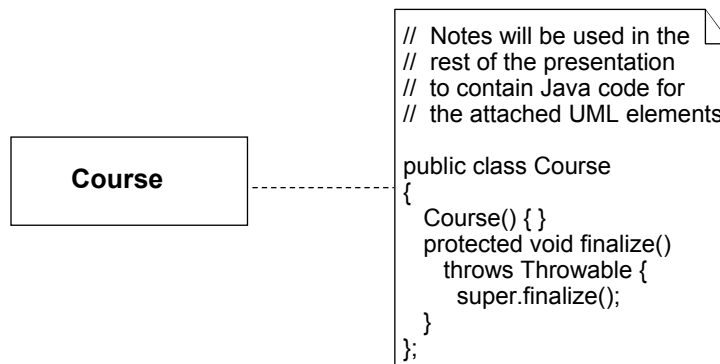 Course
// Notes will be used in the
// rest of the presentation
// to contain Java code for
// the attached UML elements
public class Course
{
Course() { }
protected void finalize()
throws Throwable {
super.finalize();
}
};